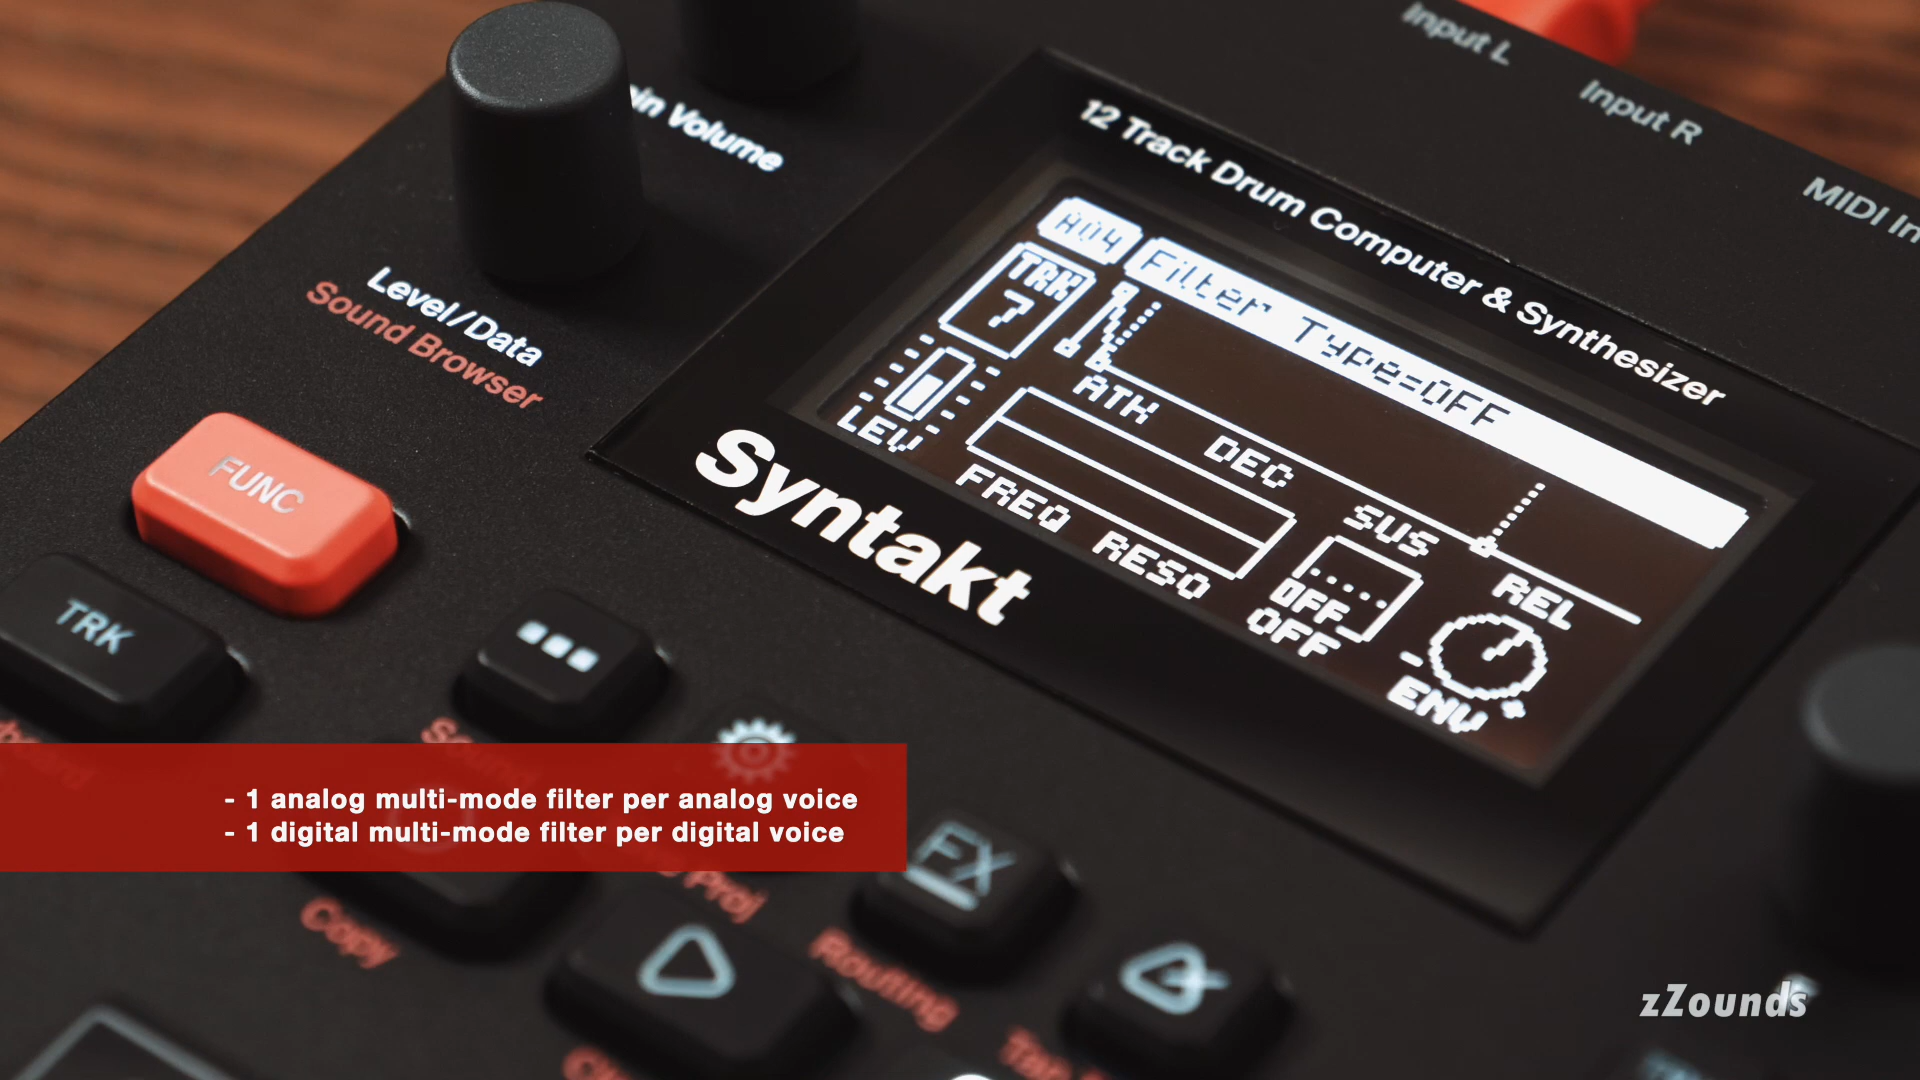 Input L
Input R
MIDI In
12 Track Drum Computer & Synthesizer
Volume
A04
Filter Type=OFF
TRK
7
ATK
DEC
SUS
REL
LEV
FREQ
RESO
OFF
OFF
ENV
Level/Data
Sound Browser
Syntakt
FUNC
TRK
- 1 analog multi-mode filter per analog voice
- 1 digital multi-mode filter per digital voice
Proj
FX
Copy
Routing
zZounds